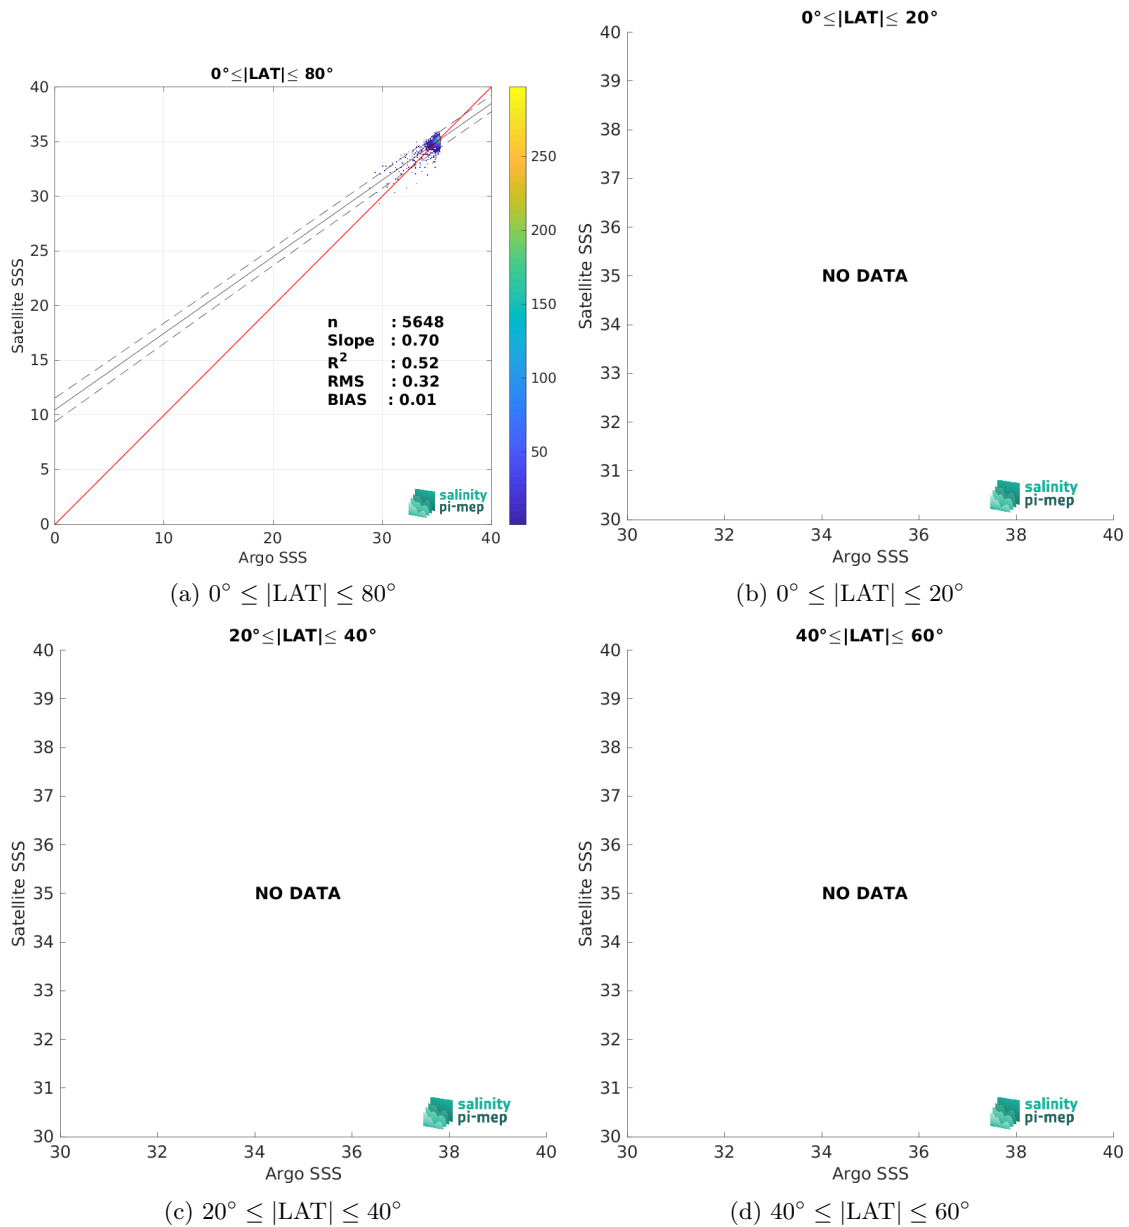 0°≤|LAT|≤ 80°
40
35
30
25
20
15
10
5
0
0
10
20
30
40
Satellite SSS
Argo SSS
n : 5648
Slope : 0.70
R² : 0.52
RMS : 0.32
BIAS : 0.01
250
200
150
100
50
salinity
pi-mep
(a) 0° ≤ |LAT| ≤ 80°
0°≤|LAT|≤ 20°
40
39
38
37
36
35
34
33
32
31
30
30
32
34
36
38
40
Satellite SSS
Argo SSS
NO DATA
salinity
pi-mep
(b) 0° ≤ |LAT| ≤ 20°
20°≤|LAT|≤ 40°
40
39
38
37
36
35
34
33
32
31
30
30
32
34
36
38
40
Satellite SSS
Argo SSS
NO DATA
salinity
pi-mep
(c) 20° ≤ |LAT| ≤ 40°
40°≤|LAT|≤ 60°
40
39
38
37
36
35
34
33
32
31
30
30
32
34
36
38
40
Satellite SSS
Argo SSS
NO DATA
salinity
pi-mep
(d) 40° ≤ |LAT| ≤ 60°